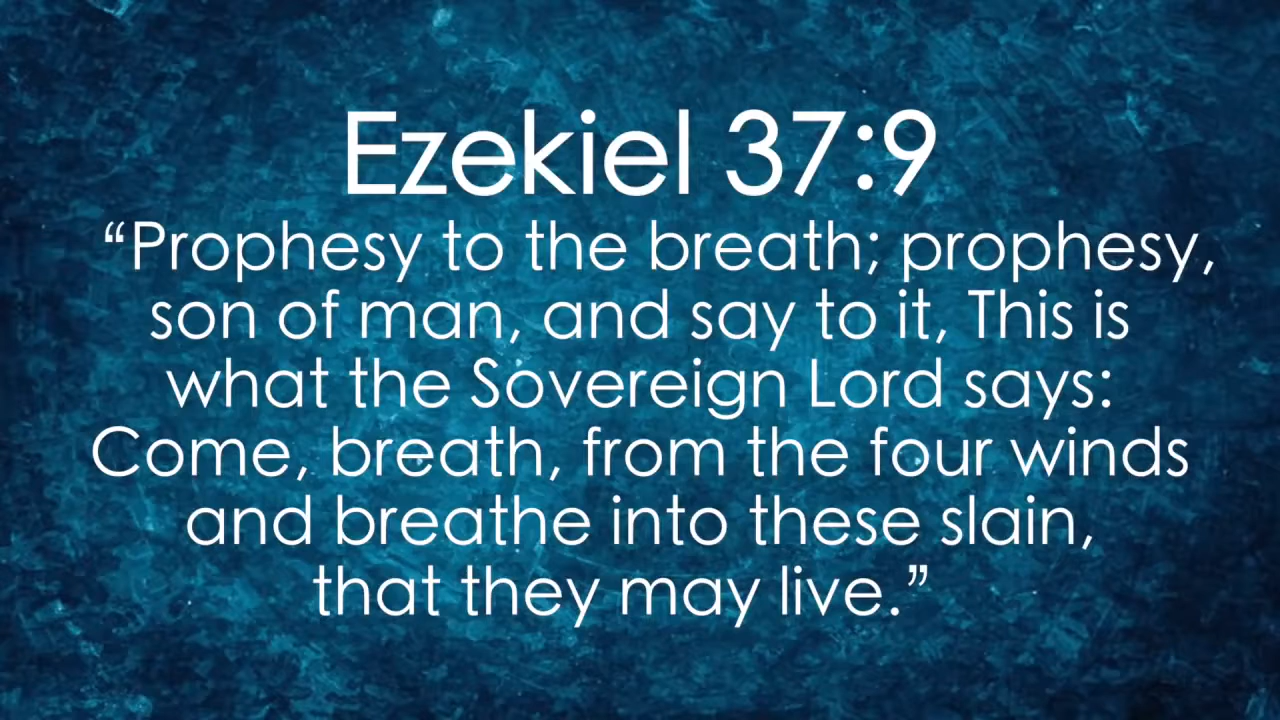 Ezekiel 37:9
“Prophesy to the breath; prophesy,
son of man, and say to it, This is
what the Sovereign Lord says:
Come, breath, from the four winds
and breathe into these slain,
that they may live.”